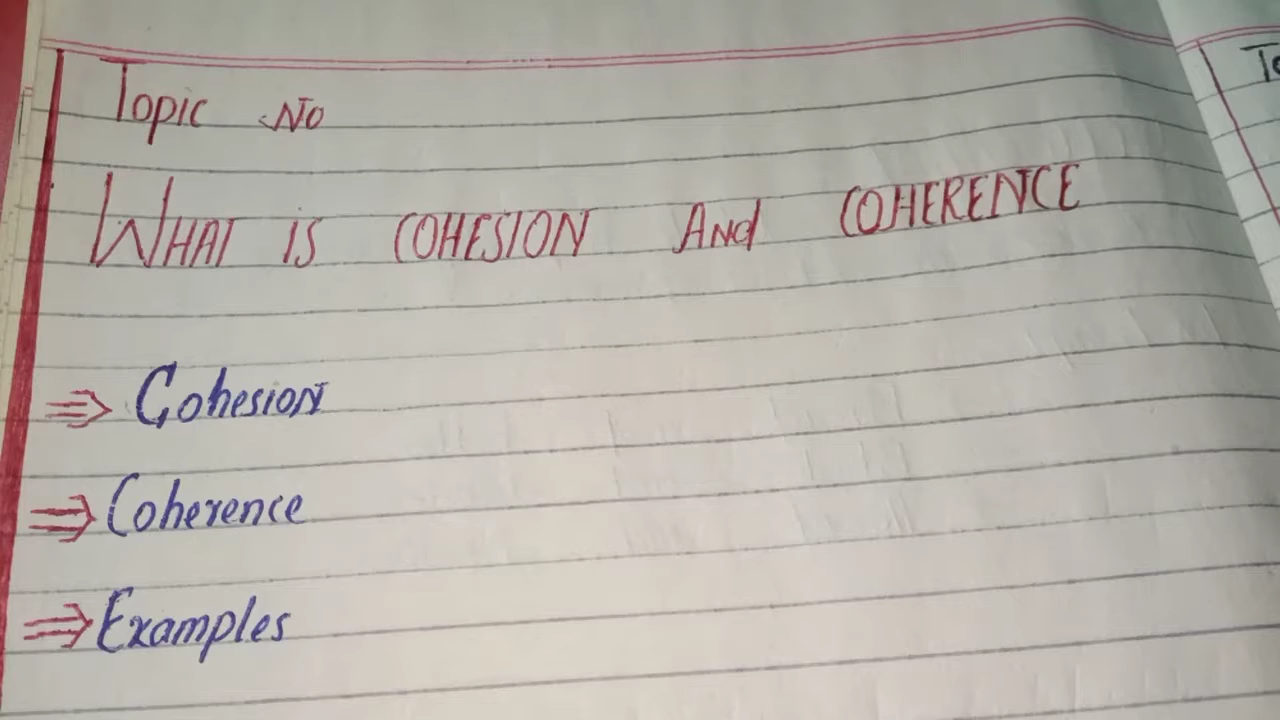 Topic No
WHAT is COHESION ANd COHERENCE
⇒ Cohesion
⇒ Coherence
⇒ Examples